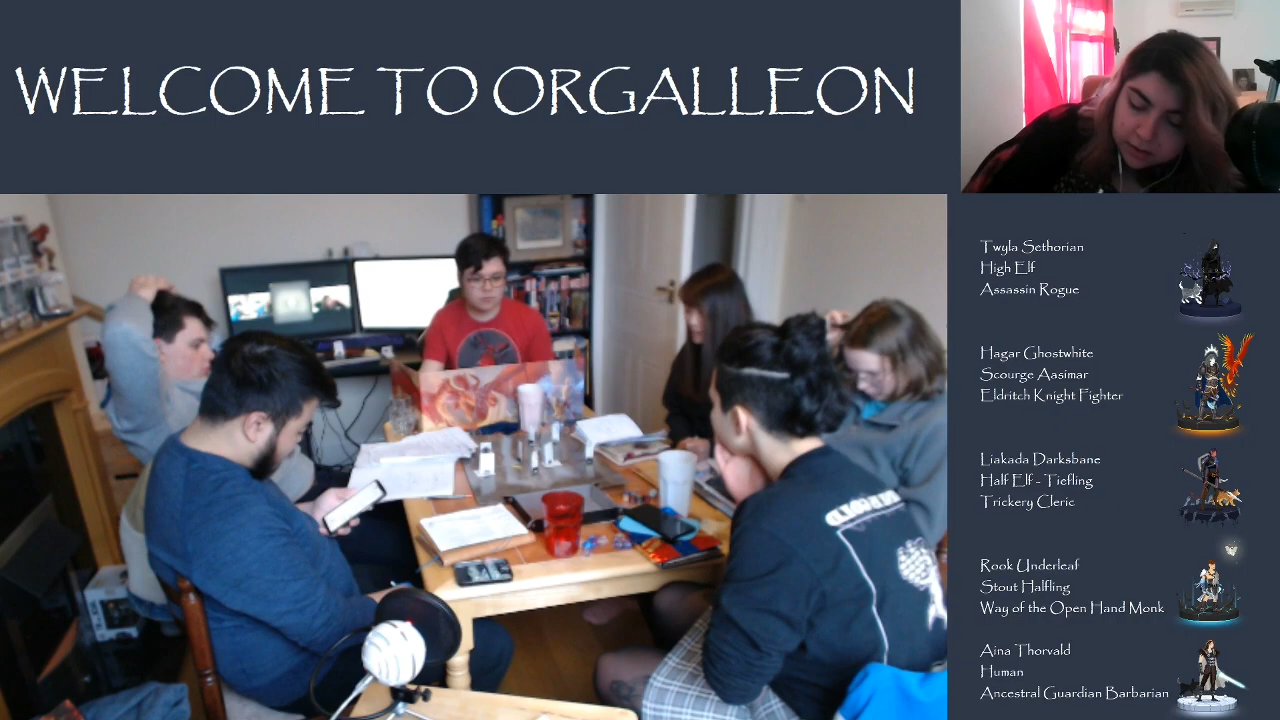 WELCOME TO ORGALLEON
Twyla Sethorian
High Elf
Assassin Rogue
Hagar Ghostwhite
Scourge Aasimar
Eldritch Knight Fighter
Liakada Darksbane
Half Elf - Tiefling
Trickery Cleric
Rook Underleaf
Stout Halfling
Way of the Open Hand Monk
Aina Thorvald
Human
Ancestral Guardian Barbarian